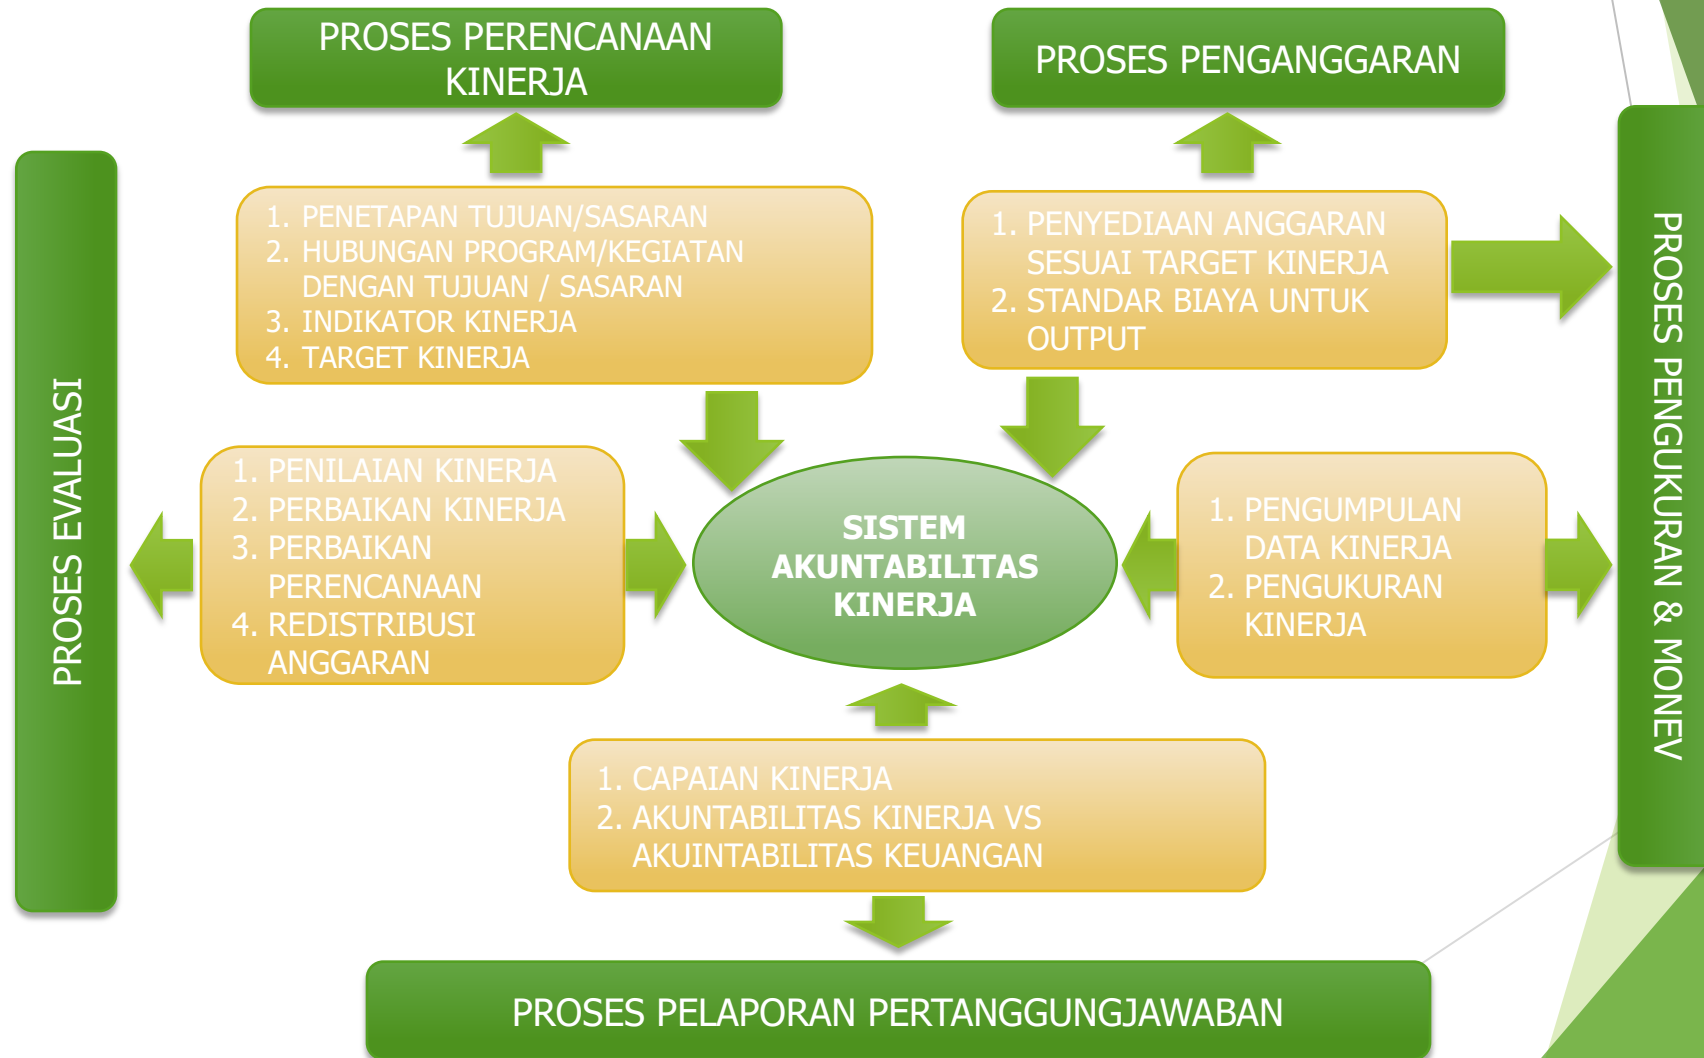 PROSES PERENCANAAN
KINERJA
PROSES PENGANGGARAN
1. PENETAPAN TUJUAN/SASARAN
2. HUBUNGAN PROGRAM/KEGIATAN
DENGAN TUJUAN / SASARAN
3. INDIKATOR KINERJA
4. TARGET KINERJA
1. PENYEDIAAN ANGGARAN
SESUAI TARGET KINERJA
2. STANDAR BIAYA UNTUK
OUTPUT
PROSES EVALUASI
1. PENILAIAN KINERJA
2. PERBAIKAN KINERJA
3. PERBAIKAN
PERENCANAAN
4. REDISTRIBUSI
ANGGARAN
SISTEM
AKUNTABILITAS
KINERJA
1. PENGUMPULAN
DATA KINERJA
2. PENGUKURAN
KINERJA
PROSES PENGUKURAN & MONEV
1. CAPAIAN KINERJA
2. AKUNTABILITAS KINERJA VS
AKUINTABILITAS KEUANGAN
PROSES PELAPORAN PERTANGGUNGJAWABAN